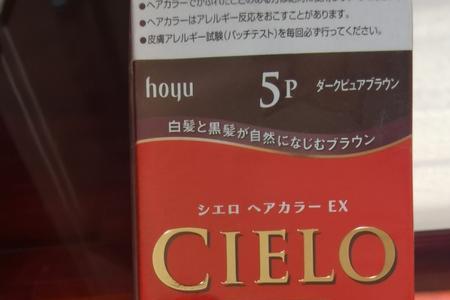 ●ヘアカラーはアレルギー反応をおこすことがあります。
●皮膚アレルギー試験(パッチテスト)を毎回必ず行ってください。
hoyu 5P ダークピュアブラウン
白髪と黒髪が自然になじむブラウン
シエロ ヘアカラー EX
CIELO